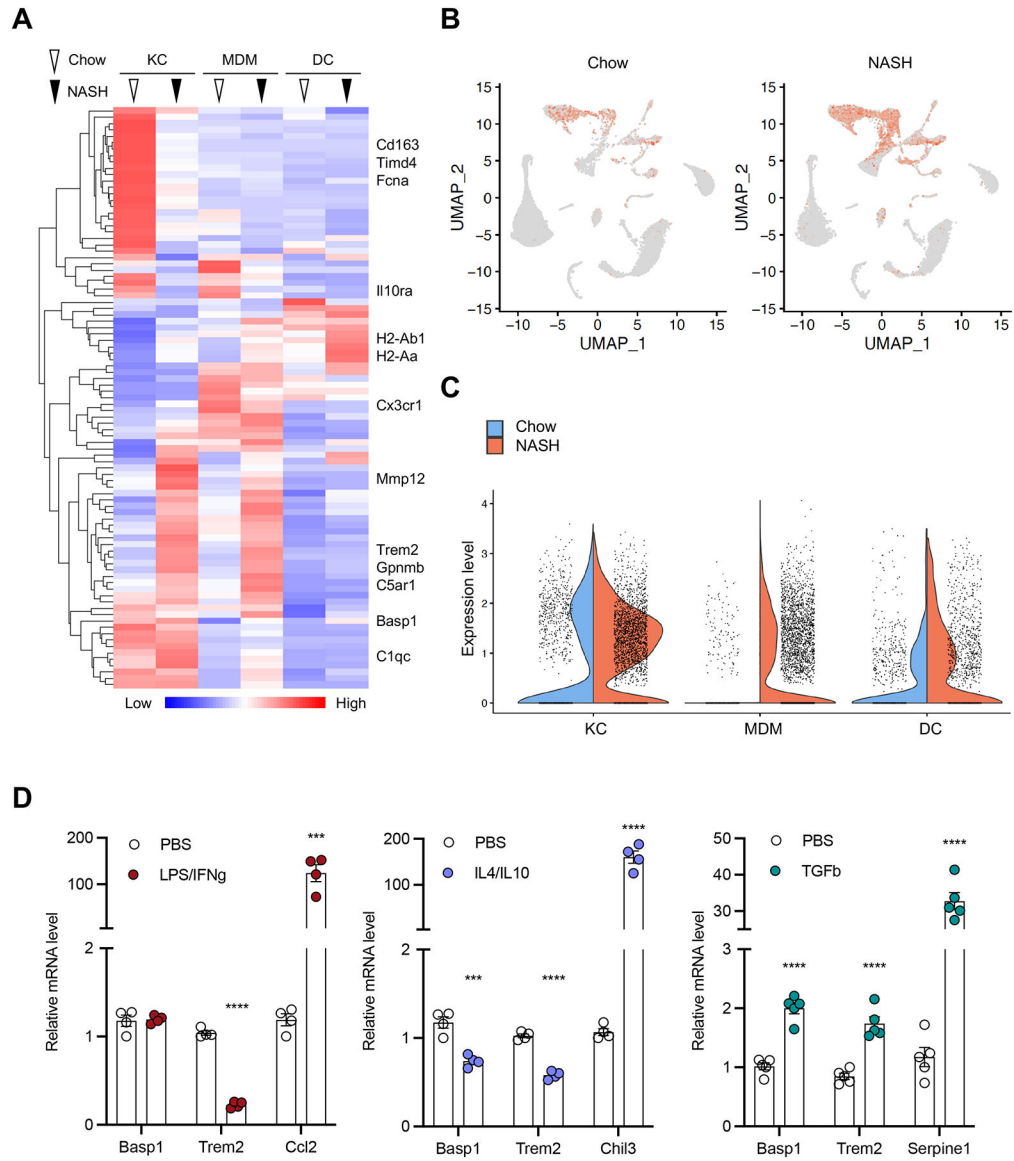 A
Chow
NASH
KC MDM DC
Cd163
Timd4
Fcna
Il10ra
H2-Ab1
H2-Aa
Cx3cr1
Mmp12
Trem2
Gpnmb
C5ar1
Basp1
C1qc
Low High
B
Chow
NASH
15
10
5
0
−5
−10
−15
UMAP_2
−10 −5 0 5 10 15
UMAP_1
15
10
5
0
−5
−10
−15
UMAP_2
−10 −5 0 5 10 15
UMAP_1
C
Chow
NASH
Expression level
4
3
2
1
0
KC MDM DC
D
Relative mRNA level
200
100
2
1
0
PBS
LPS/IFNg
***
****
Basp1 Trem2 Ccl2
Relative mRNA level
200
100
2
1
0
PBS
IL4/IL10
****
*** ****
Basp1 Trem2 Chil3
Relative mRNA level
50
40
30
3
2
1
0
PBS
TGFb
****
**** ****
Basp1 Trem2 Serpine1